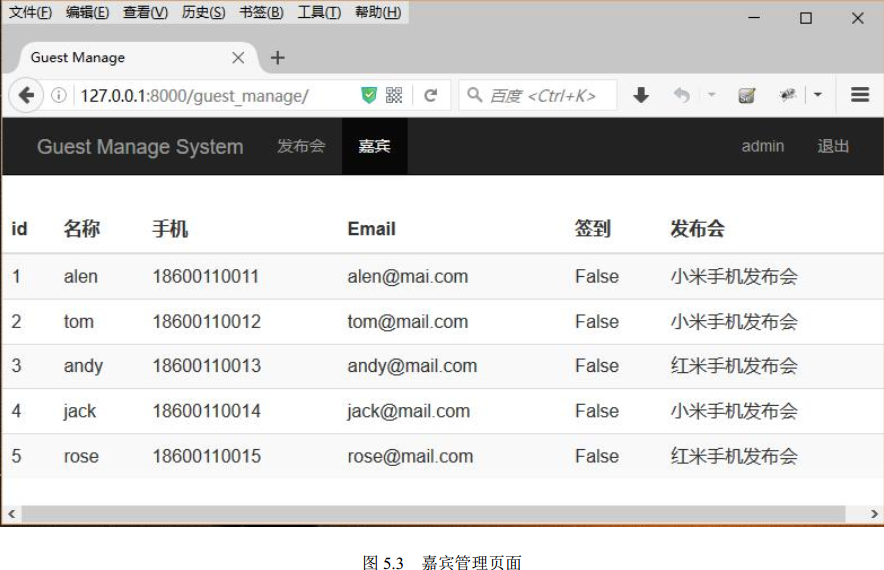 文件(F) 编辑(E) 查看(V) 历史(S) 书签(B) 工具(T) 帮助(H)
Guest Manage
127.0.0.1:8000/guest_manage/ 百度 <Ctrl+K>
Guest Manage System 发布会 嘉宾 admin 退出
id 名称 手机 Email 签到 发布会
1 alen 18600110011 alen@mai.com False 小米手机发布会
2 tom 18600110012 tom@mail.com False 小米手机发布会
3 andy 18600110013 andy@mail.com False 红米手机发布会
4 jack 18600110014 jack@mail.com False 小米手机发布会
5 rose 18600110015 rose@mail.com False 红米手机发布会
图 5.3 嘉宾管理页面